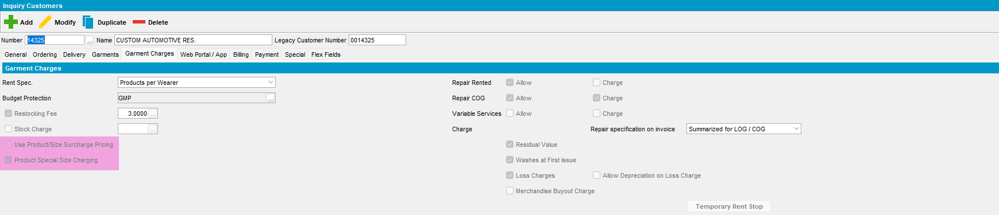 Inquiry Customers
Add Modify Duplicate Delete
Number 14325 ... Name CUSTOM AUTOMOTIVE RES. Legacy Customer Number 0014325
General Ordering Delivery Garments Garment Charges Web Portal / App Billing Payment Special Flex Fields
Garment Charges
Rent Spec. Products per Wearer Repair Rented Allow Charge
Budget Protection GMP ... Repair COG Allow Charge
Restocking Fee 3.0000 ... Variable Services Allow Charge
Stock Charge ... Charge Repair specification on invoice Summarized for LOG / COG
Use Product/Size Surcharge Pricing Residual Value
Product Special Size Charging Washes at First Issue
Loss Charges Allow Depreciation on Loss Charge
Merchandise Buyout Charge
Temporary Rent Stop